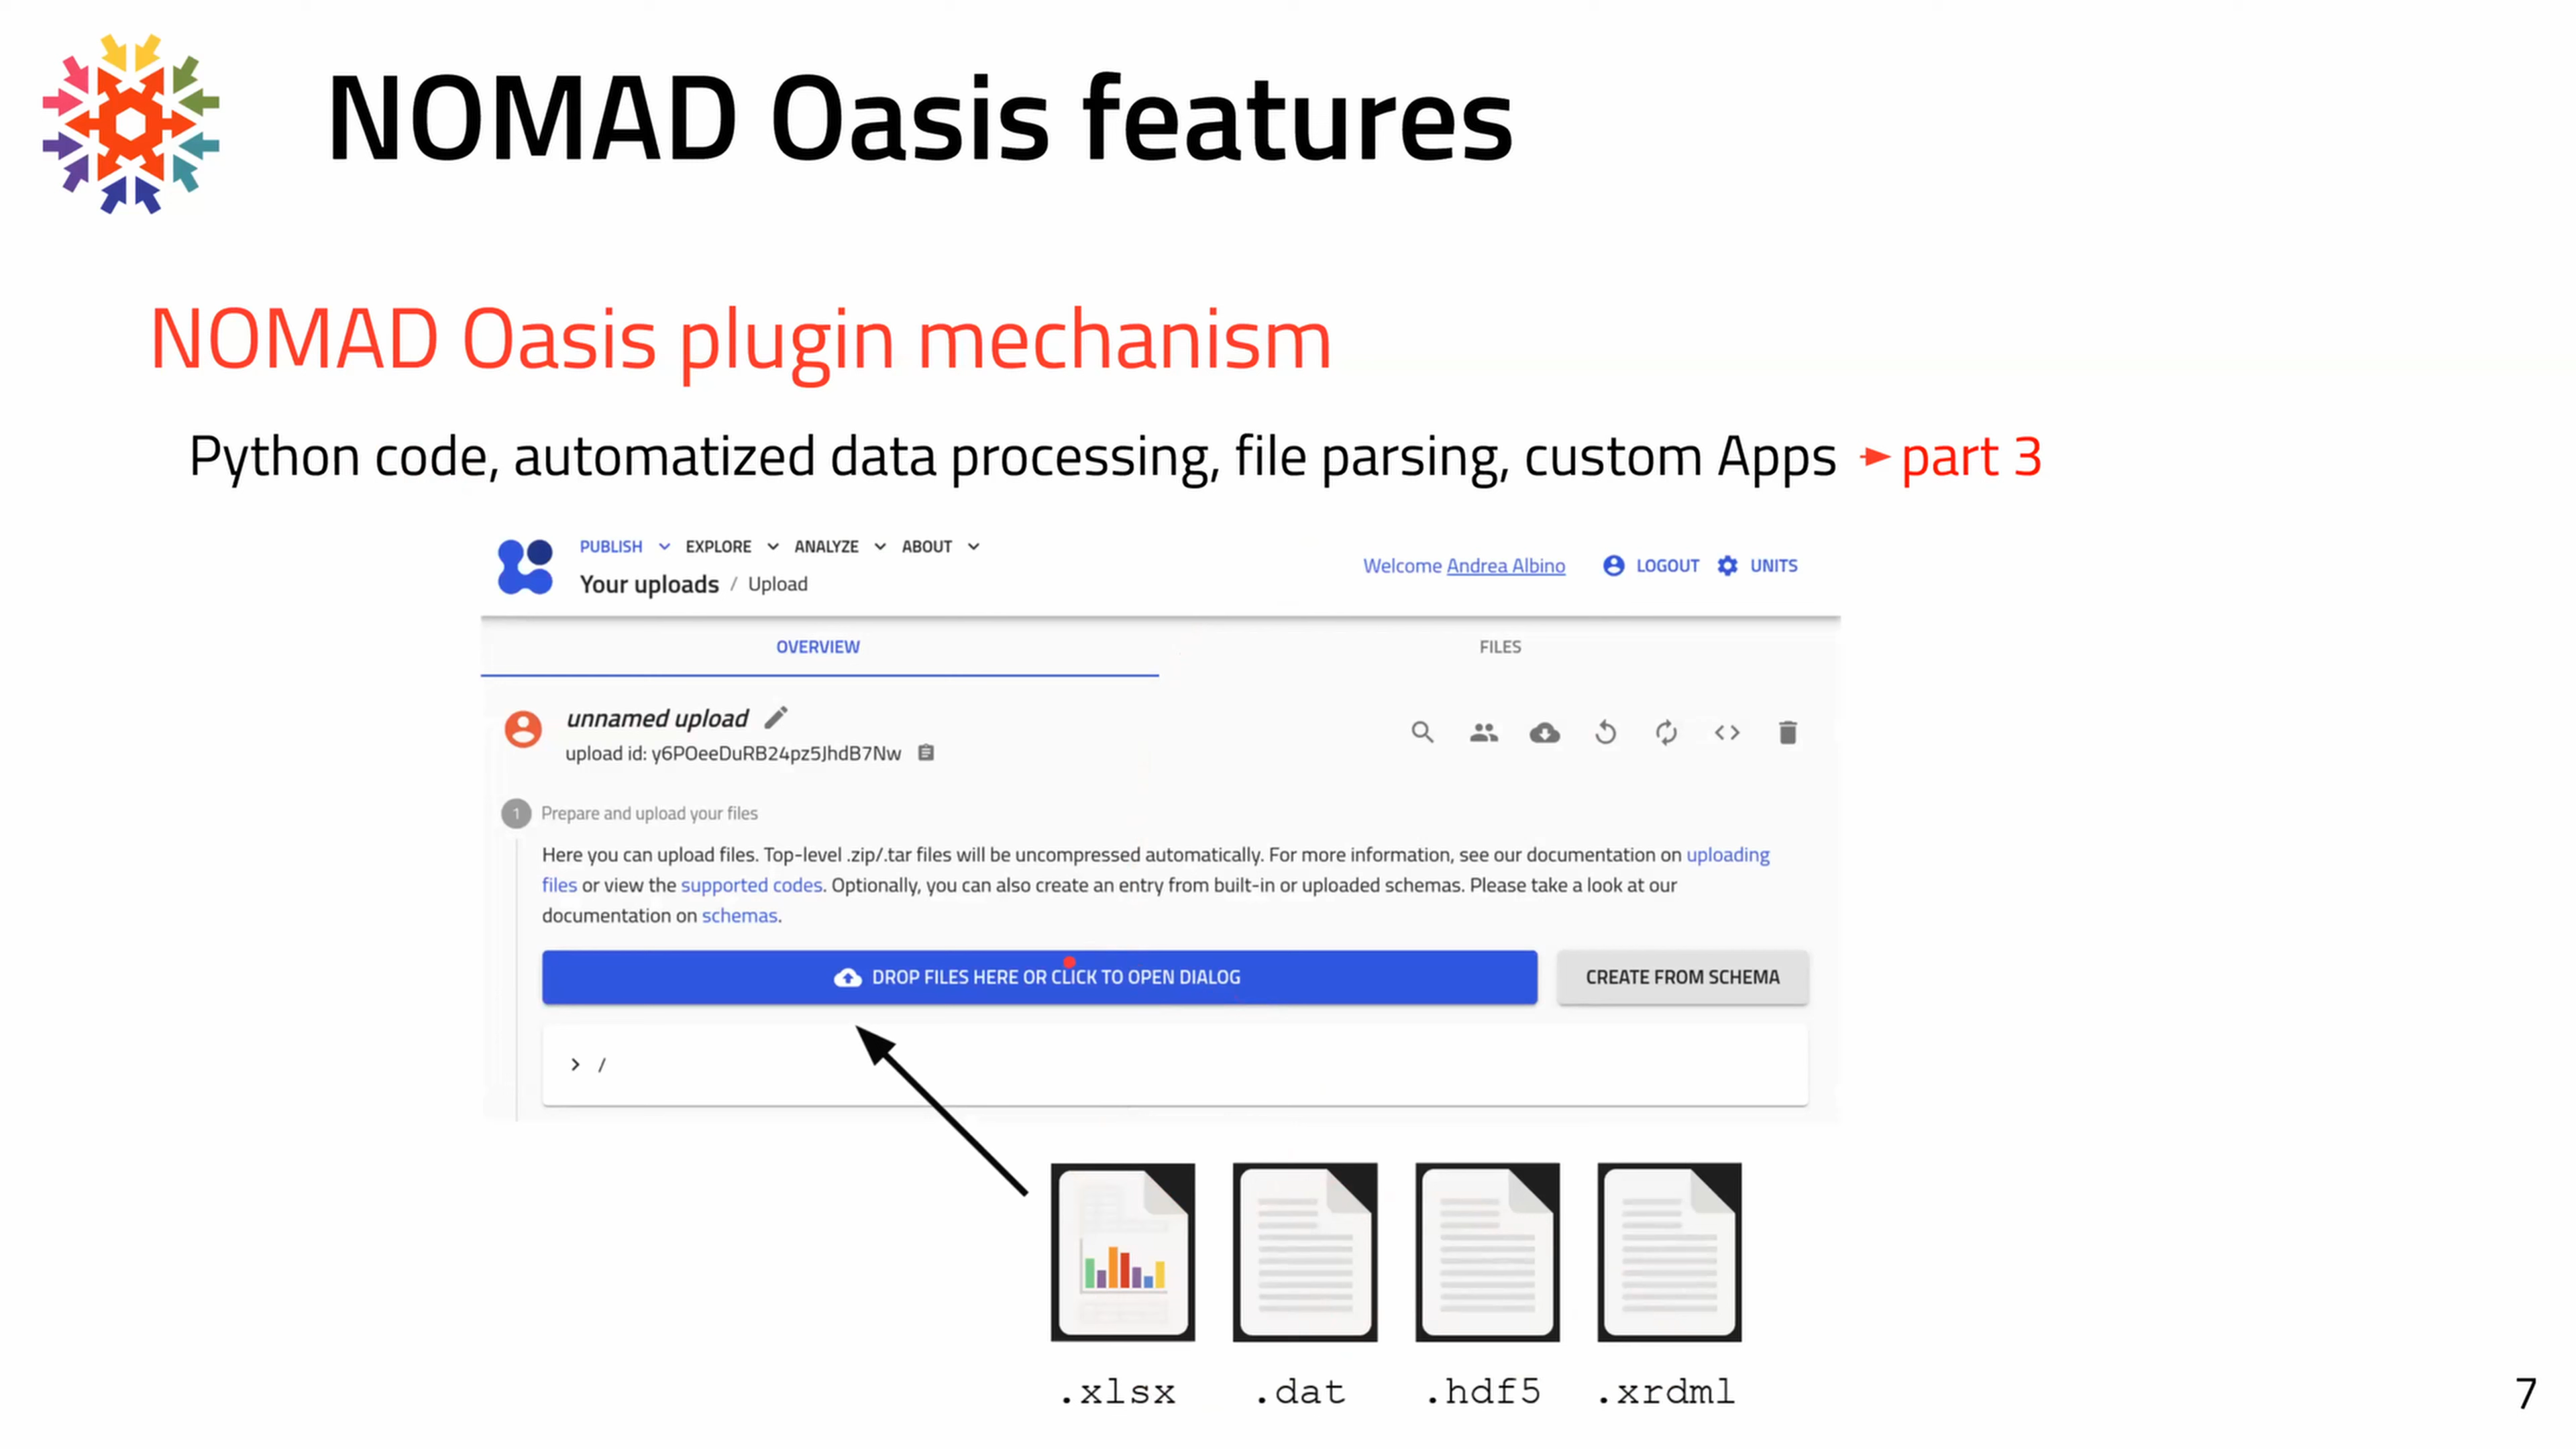 NOMAD Oasis features
NOMAD Oasis plugin mechanism
Python code, automatized data processing, file parsing, custom Apps part 3
PUBLISH EXPLORE ANALYZE ABOUT
Your uploads / Upload
Welcome Andrea Albino LOGOUT UNITS
OVERVIEW FILES
unnamed upload
upload id: y6POeeDuRB24pz5JhdB7Nw
1 Prepare and upload your files
Here you can upload files. Top-level .zip/.tar files will be uncompressed automatically. For more information, see our documentation on uploading
files or view the supported codes. Optionally, you can also create an entry from built-in or uploaded schemas. Please take a look at our
documentation on schemas.
DROP FILES HERE OR CLICK TO OPEN DIALOG CREATE FROM SCHEMA
> /
.xlsx .dat .hdf5 .xrdml
7